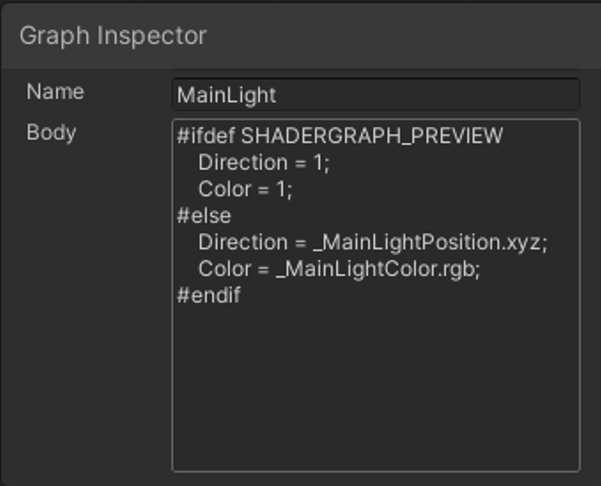 Graph Inspector
Name
MainLight
Body
#ifdef SHADERGRAPH_PREVIEW
    Direction = 1;
    Color = 1;
#else
    Direction = _MainLightPosition.xyz;
    Color = _MainLightColor.rgb;
#endif